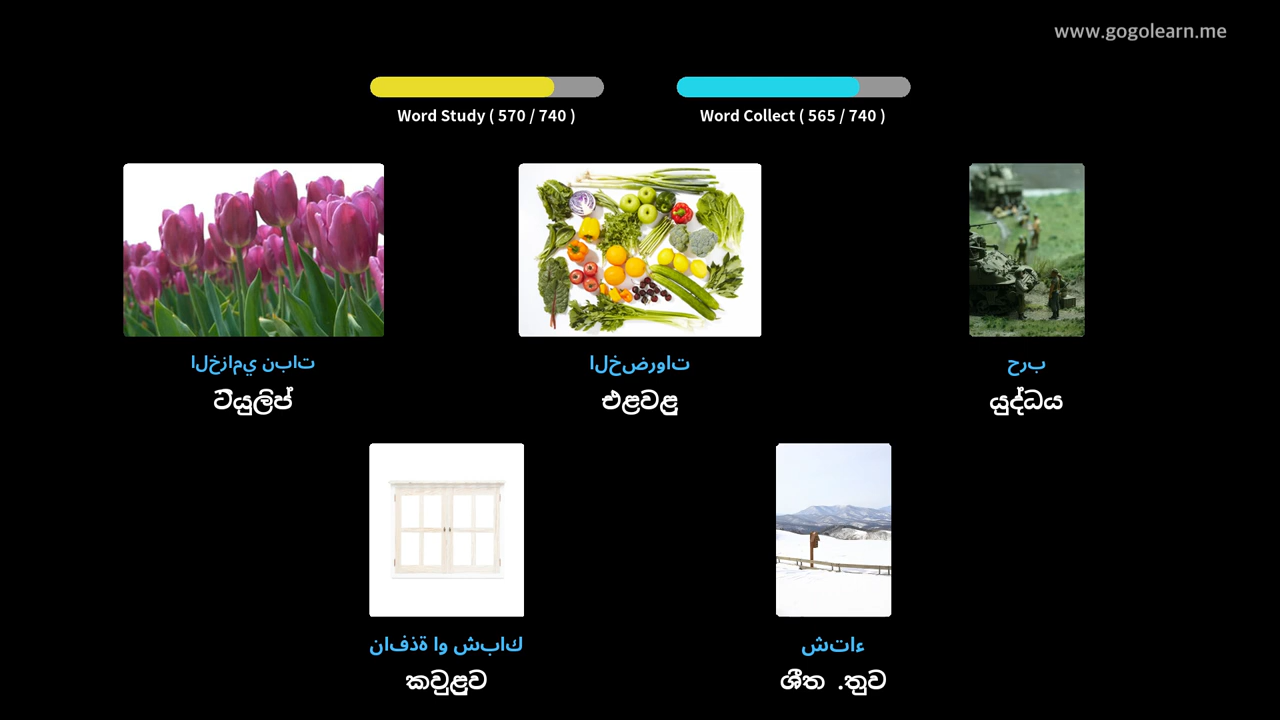 www.gogolearn.me
Word Study ( 570 / 740 )
Word Collect ( 565 / 740 )
الخزامي نبات
الخضروات
حرب
ටියුලිප්
එළවළු
යුද්ධය
نافذة او شباك
شتاء
කවුළුව
ශීත .තුව